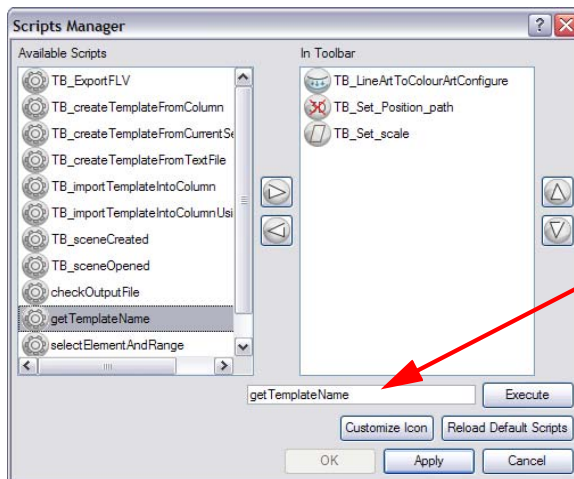 Scripts Manager
?
X
Available Scripts
TB_ExportFLV
TB_createTemplateFromColumn
TB_createTemplateFromCurrentSe
TB_createTemplateFromTextFile
TB_importTemplateIntoColumn
TB_importTemplateIntoColumnUsi
TB_sceneCreated
TB_sceneOpened
checkOutputFile
getTemplateName
selectElementAndRange
In Toolbar
TB_LineArtToColourArtConfigure
TB_Set_Position_path
TB_Set_scale
getTemplateName
Execute
Customize Icon
Reload Default Scripts
OK
Apply
Cancel